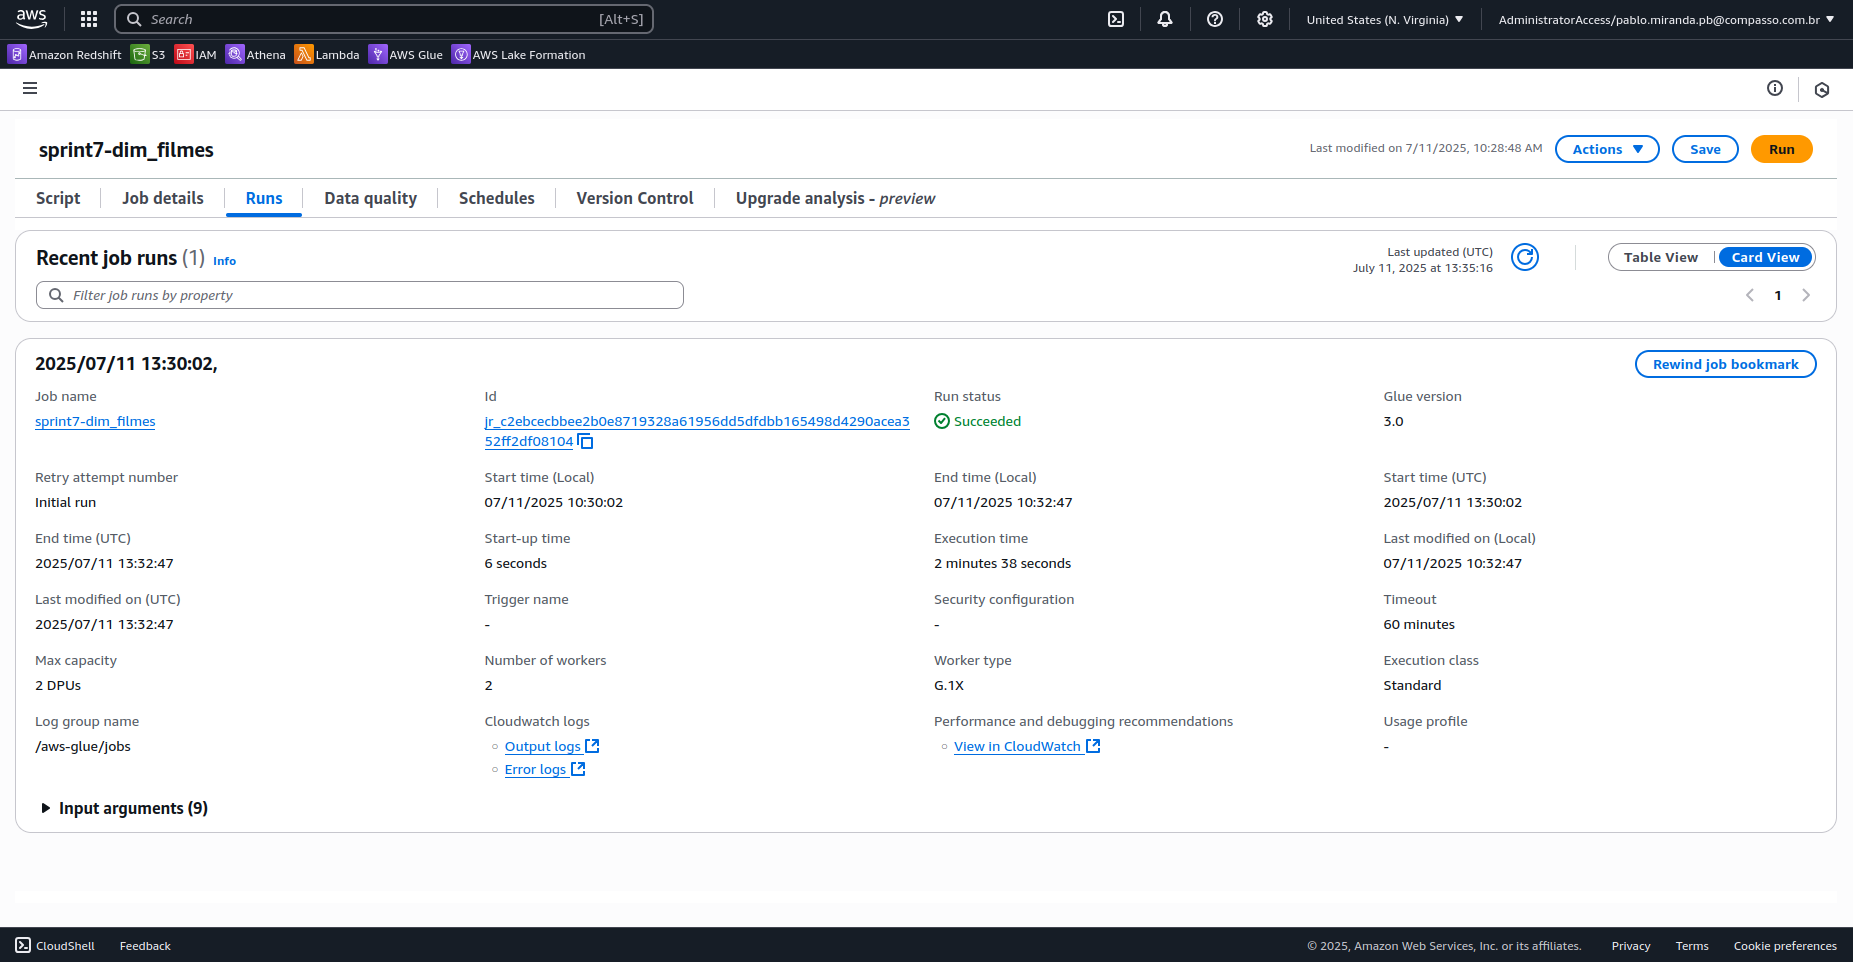 aws
Search [Alt+S]
United States (N. Virginia) ▼
AdministratorAccess/pablo.miranda.pb@compasso.com.br ▼
Amazon Redshift S3 IAM Athena Lambda AWS Glue AWS Lake Formation
sprint7-dim_filmes
Last modified on 7/11/2025, 10:28:48 AM
Actions ▼
Save
Run
Script
Job details
Runs
Data quality
Schedules
Version Control
Upgrade analysis - preview
Recent job runs (1) Info
Last updated (UTC)
July 11, 2025 at 13:35:16
Table View
Card View
Filter job runs by property
1
2025/07/11 13:30:02,
Rewind job bookmark
Job name
sprint7-dim_filmes
Id
jr_c2ebcecbbee2b0e8719328a61956dd5dfdbb165498d4290acea3
52ff2df08104
Run status
Succeeded
Glue version
3.0
Retry attempt number
Initial run
Start time (Local)
07/11/2025 10:30:02
End time (Local)
07/11/2025 10:32:47
Start time (UTC)
2025/07/11 13:30:02
End time (UTC)
2025/07/11 13:32:47
Start-up time
6 seconds
Execution time
2 minutes 38 seconds
Last modified on (Local)
07/11/2025 10:32:47
Last modified on (UTC)
2025/07/11 13:32:47
Trigger name
-
Security configuration
-
Timeout
60 minutes
Max capacity
2 DPUs
Number of workers
2
Worker type
G.1X
Execution class
Standard
Log group name
/aws-glue/jobs
Cloudwatch logs
Output logs
Error logs
Performance and debugging recommendations
View in CloudWatch
Usage profile
-
Input arguments (9)
CloudShell
Feedback
© 2025, Amazon Web Services, Inc. or its affiliates.
Privacy
Terms
Cookie preferences